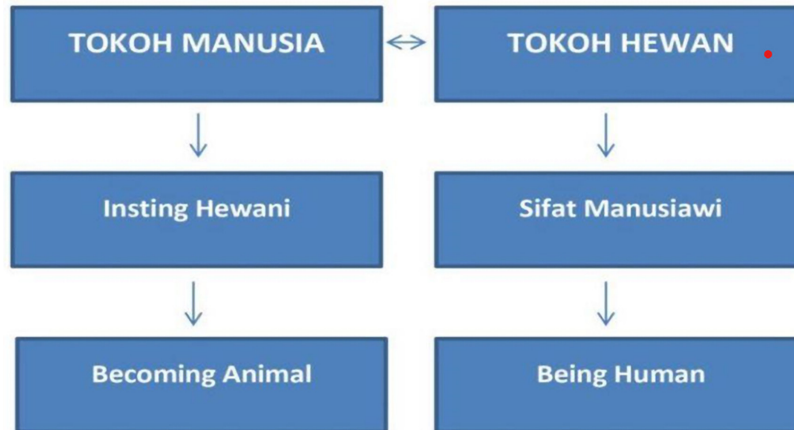 TOKOH MANUSIA
TOKOH HEWAN
Insting Hewani
Sifat Manusiawi
Becoming Animal
Being Human